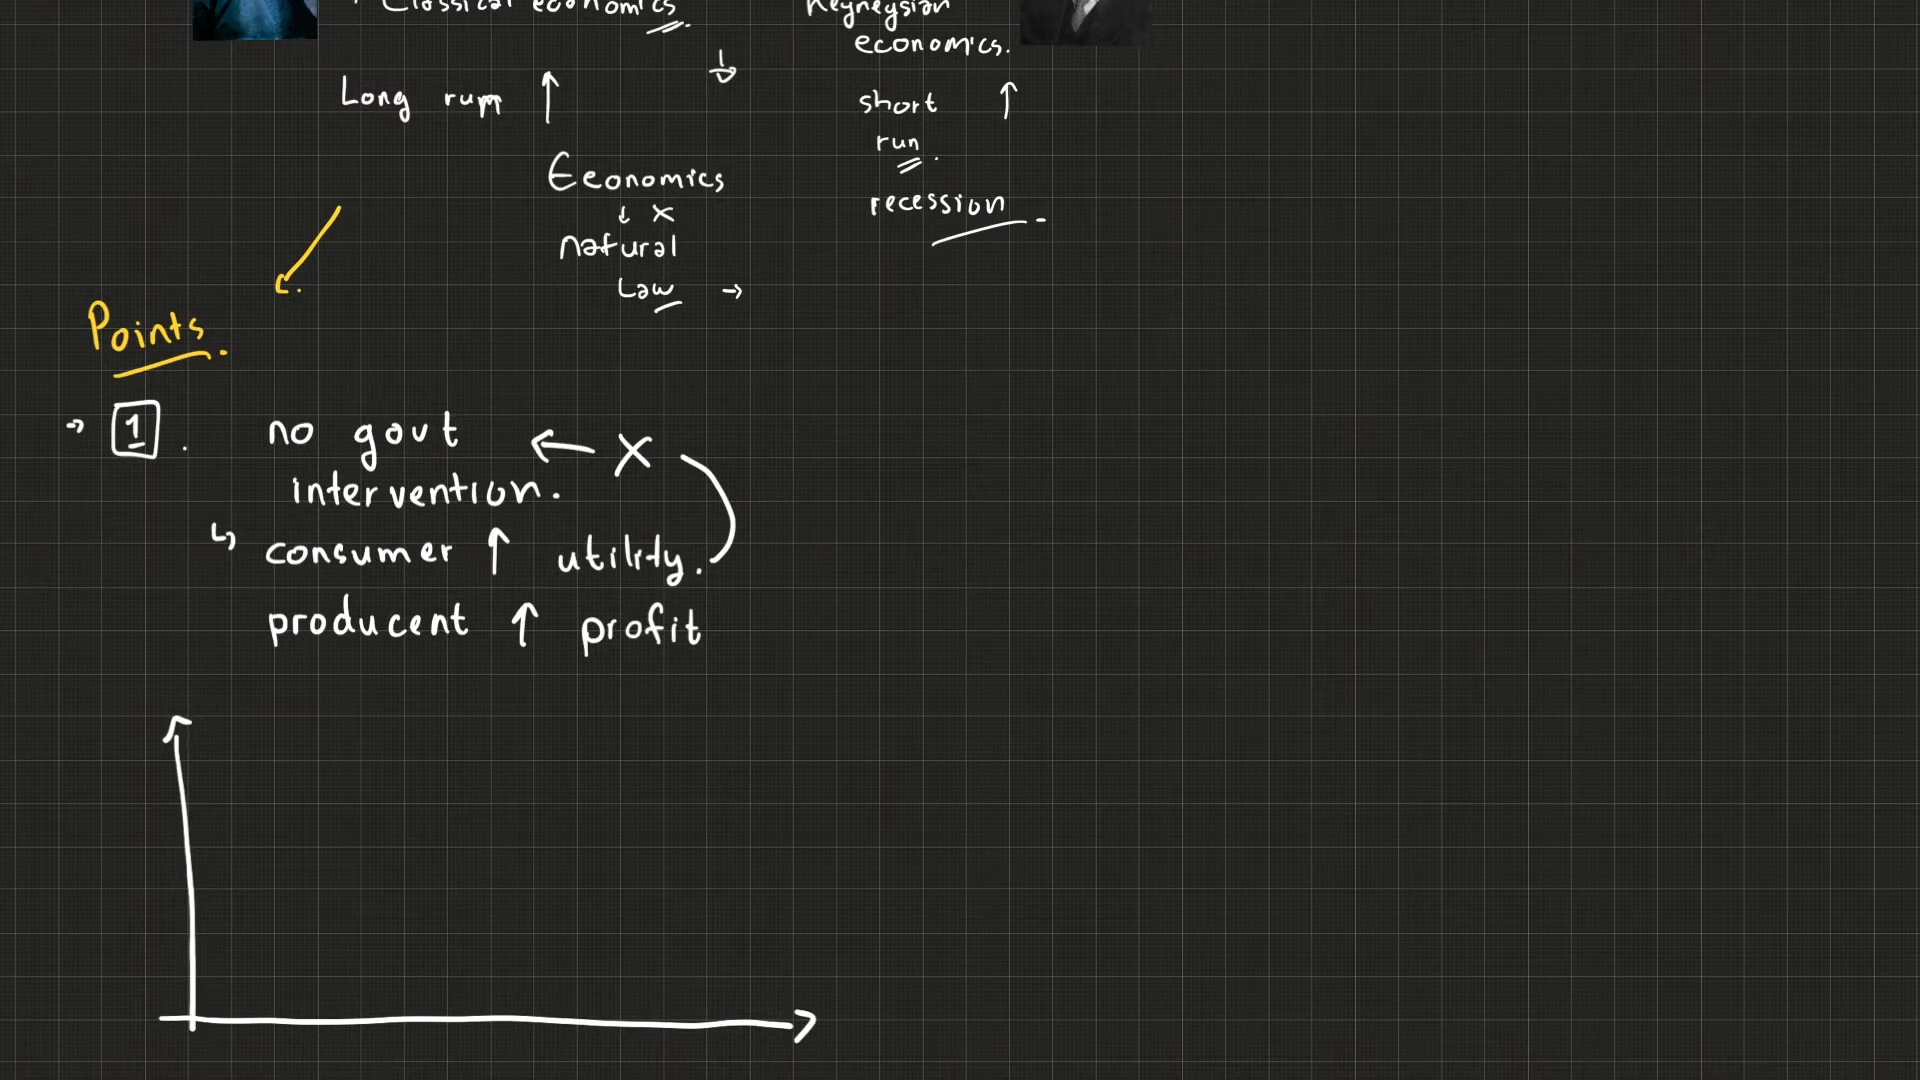 Classical economics.
Keyneysian
economics.
Long run
short
run.
Economics
recession.
x
natural
Law
Points.
1. no govt
x
intervention.
consumer utility.
producent profit